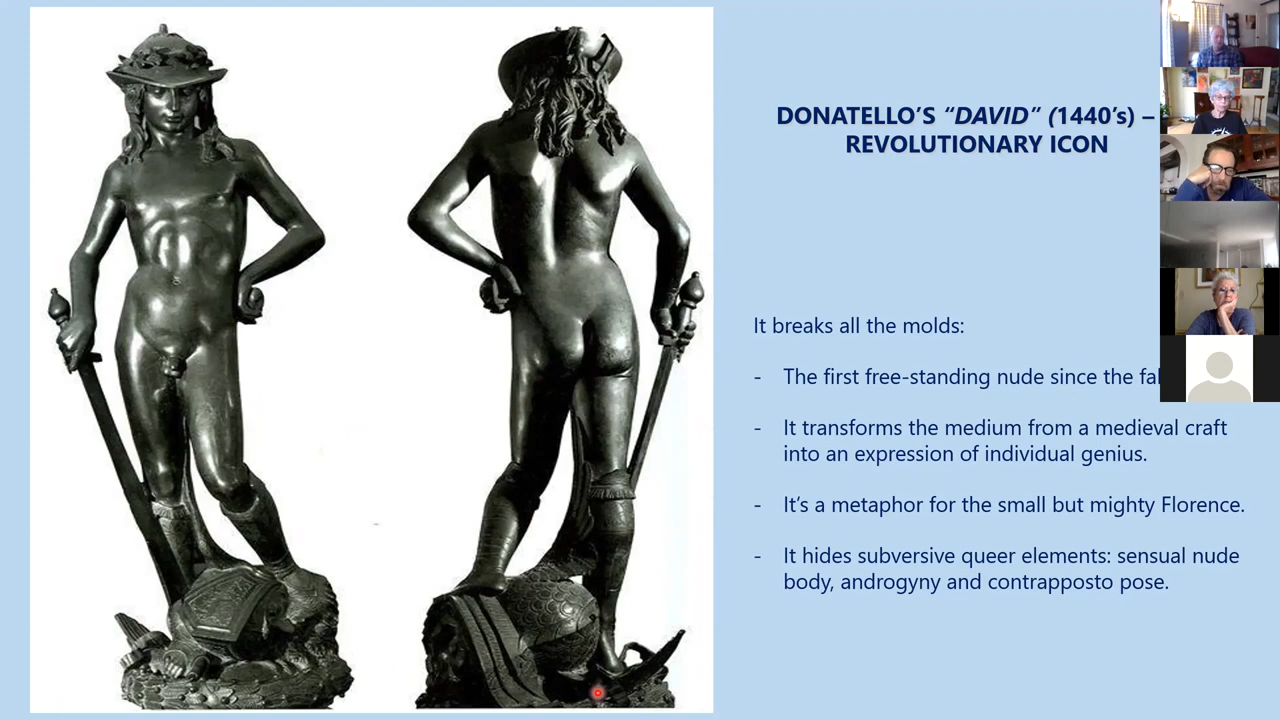 DONATELLO'S “DAVID” (1440’s) –
REVOLUTIONARY ICON
It breaks all the molds:
- The first free-standing nude since the
- It transforms the medium from a medieval craft
into an expression of individual genius.
- It’s a metaphor for the small but mighty Florence.
- It hides subversive queer elements: sensual nude
body, androgyny and contrapposto pose.